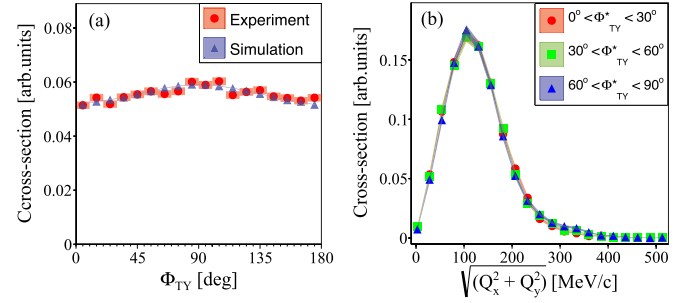 (a)
Experiment
Simulation
Ccross-section [arb.units]
0.08
0.06
0.04
0.02
0
0 45 90 135 180
Φ_TY [deg]
(b)
0° < Φ*_TY < 30°
30° < Φ*_TY < 60°
60° < Φ*_TY < 90°
Cross-section [arb.units]
0.15
0.1
0.05
0
0 100 200 300 400 500
√(Q_x^2 + Q_y^2) [MeV/c]